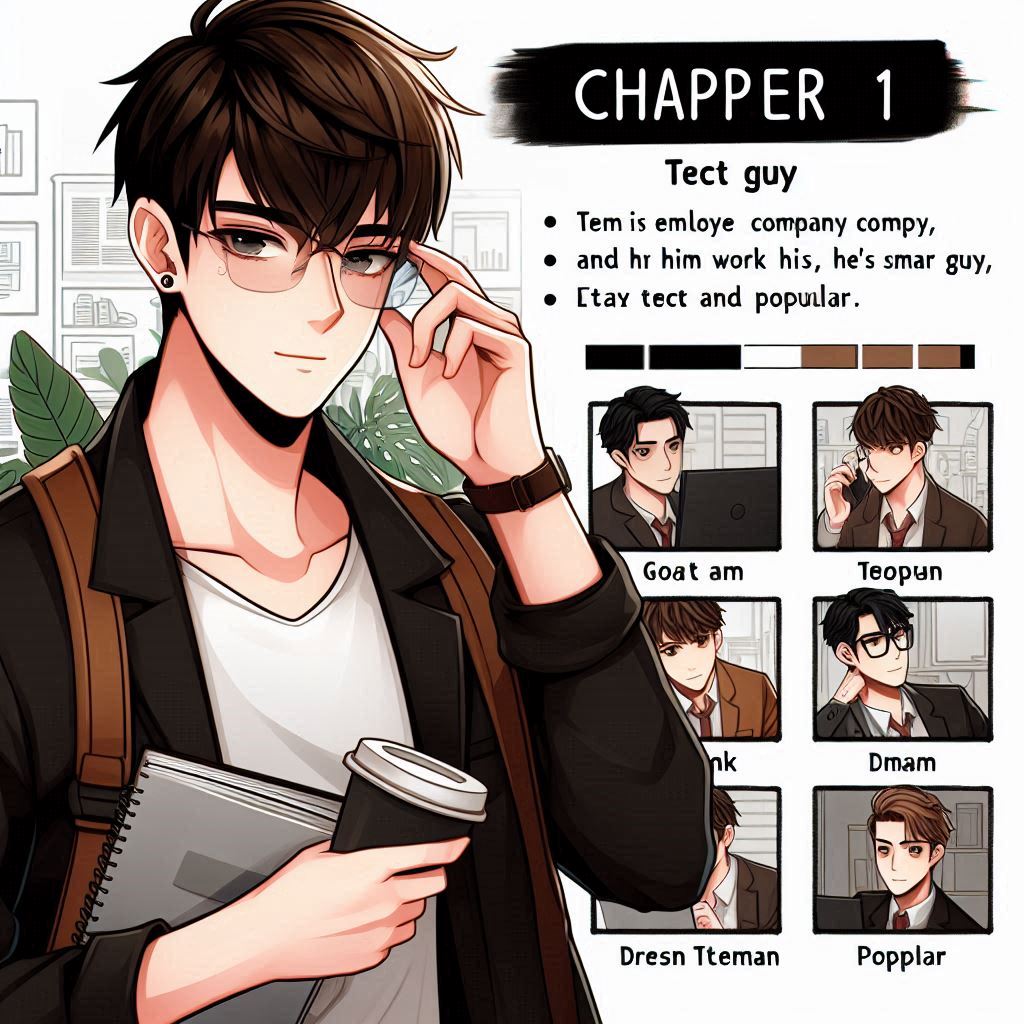 CHAPPER 1
Tect guy
• Tem is emloye company compy,
• and hr him work his, he's smar guy,
• Etay tect and popular.
Goat am
Teopun
nk
Dmam
Dresn Tteman
Popplar